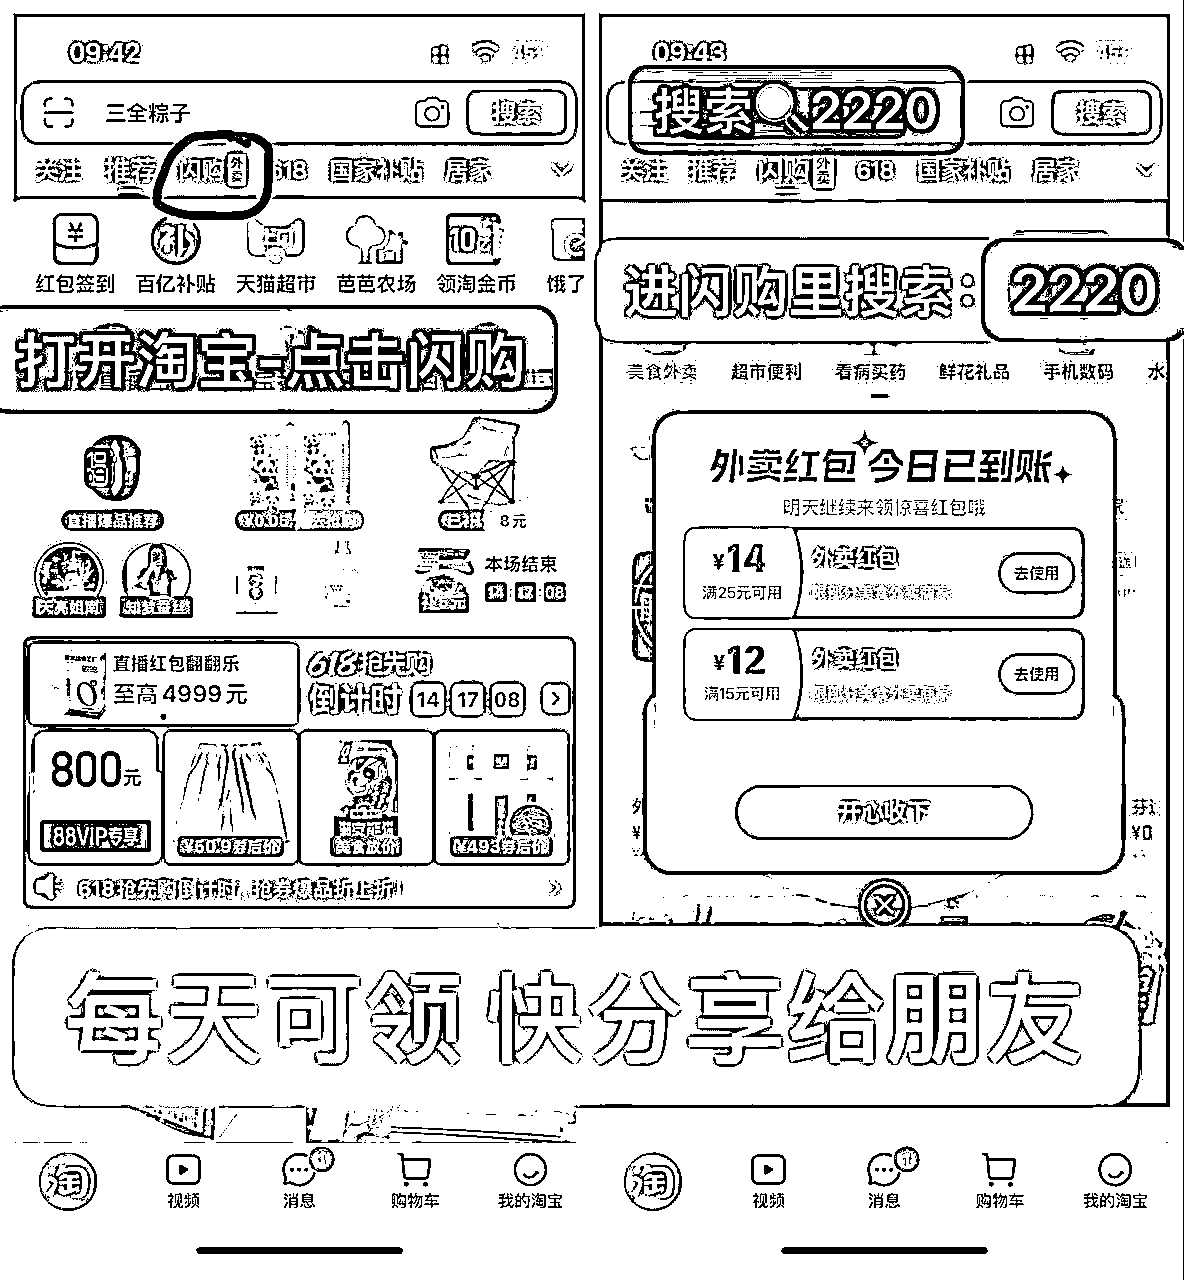 09:42
三全粽子
搜索
关注 推荐 闪购 外卖 618 国家补贴 居家
红包签到 百亿补贴 天猫超市 芭芭农场 领淘金币 饿了
打开淘宝-点击闪购
直播爆品推荐
8元
本场结束
14:17:08
直播红包翻翻乐
至高4999元
618抢先购
倒计时 14:17:08
800元
88VIP专享
¥50.9券后价
美食放价
¥493券后价
618抢先购倒计时，抢券爆品折上折！
09:43
搜索🔍2220
搜索
关注 推荐 闪购 外卖 618 国家补贴 居家
进闪购里搜索：2220
美食外卖 超市便利 看病买药 鲜花礼品 手机数码 水
外卖红包 今日已到账
明天继续来领惊喜红包哦
¥14
满25元可用
外卖红包
去使用
¥12
满15元可用
外卖红包
去使用
开心收下
每天可领 快分享给朋友
淘 视频 消息 购物车 我的淘宝
淘 视频 消息 购物车 我的淘宝